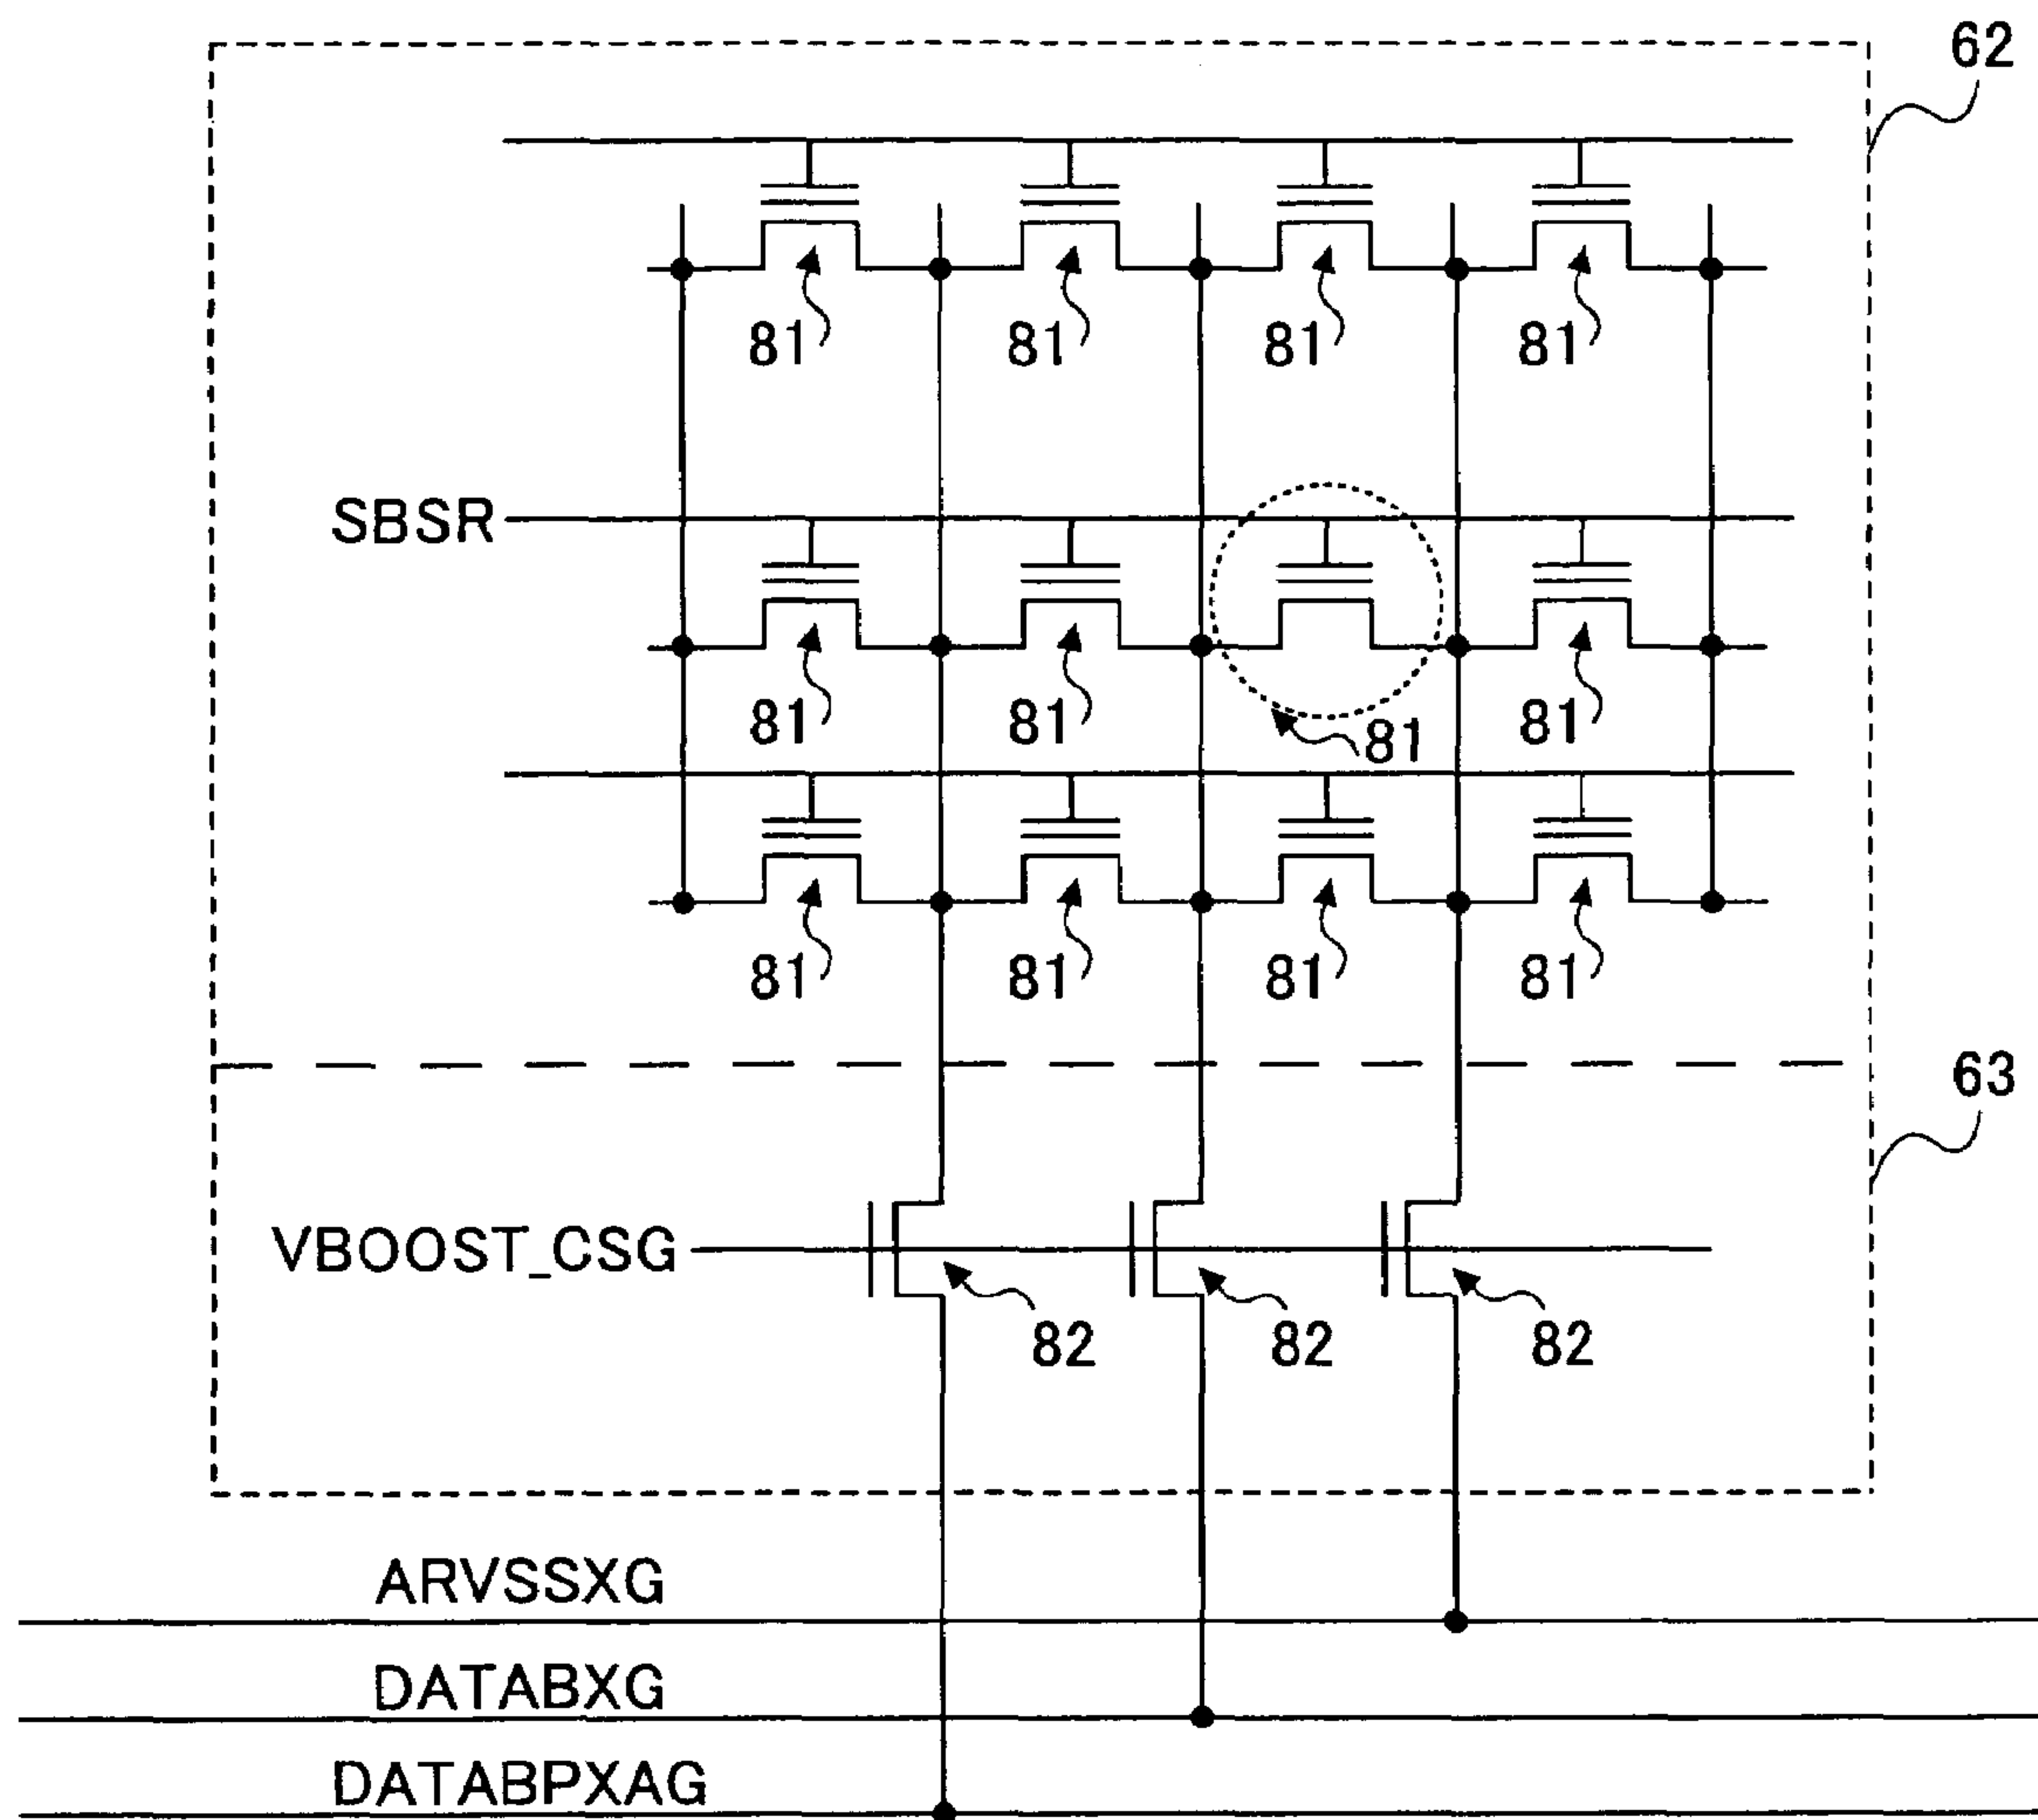 62
81 81 81 81
SBSR
81 81 81 81
81 81 81 81
63
VBOOST_CSG
82 82 82
ARVSSXG
DATABXG
DATABPXAG